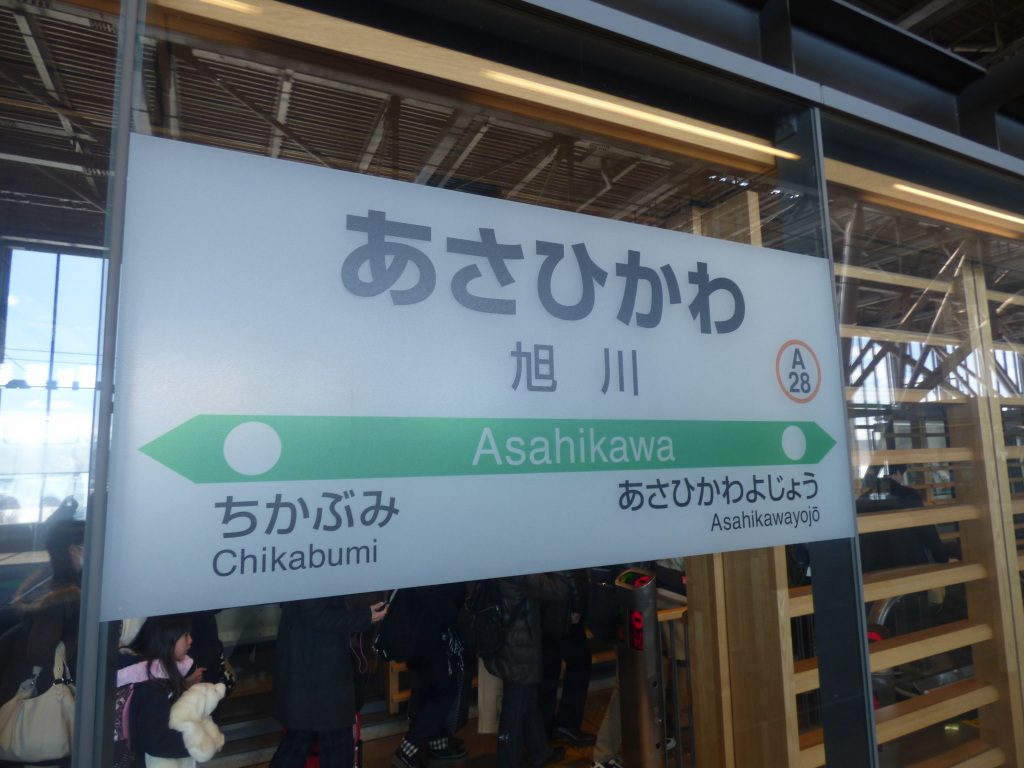 あさひかわ
旭川
A
28
Asahikawa
ちかぶみ
Chikabumi
あさひかわよじょう
Asahikawayojō